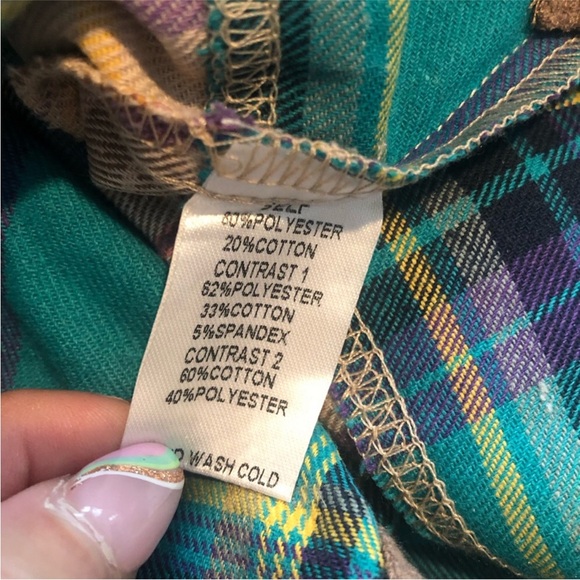 SELF
80%POLYESTER
20%COTTON
CONTRAST 1
62%POLYESTER
33%COTTON
5%SPANDEX
CONTRAST 2
60%COTTON
40%POLYESTER
WASH COLD